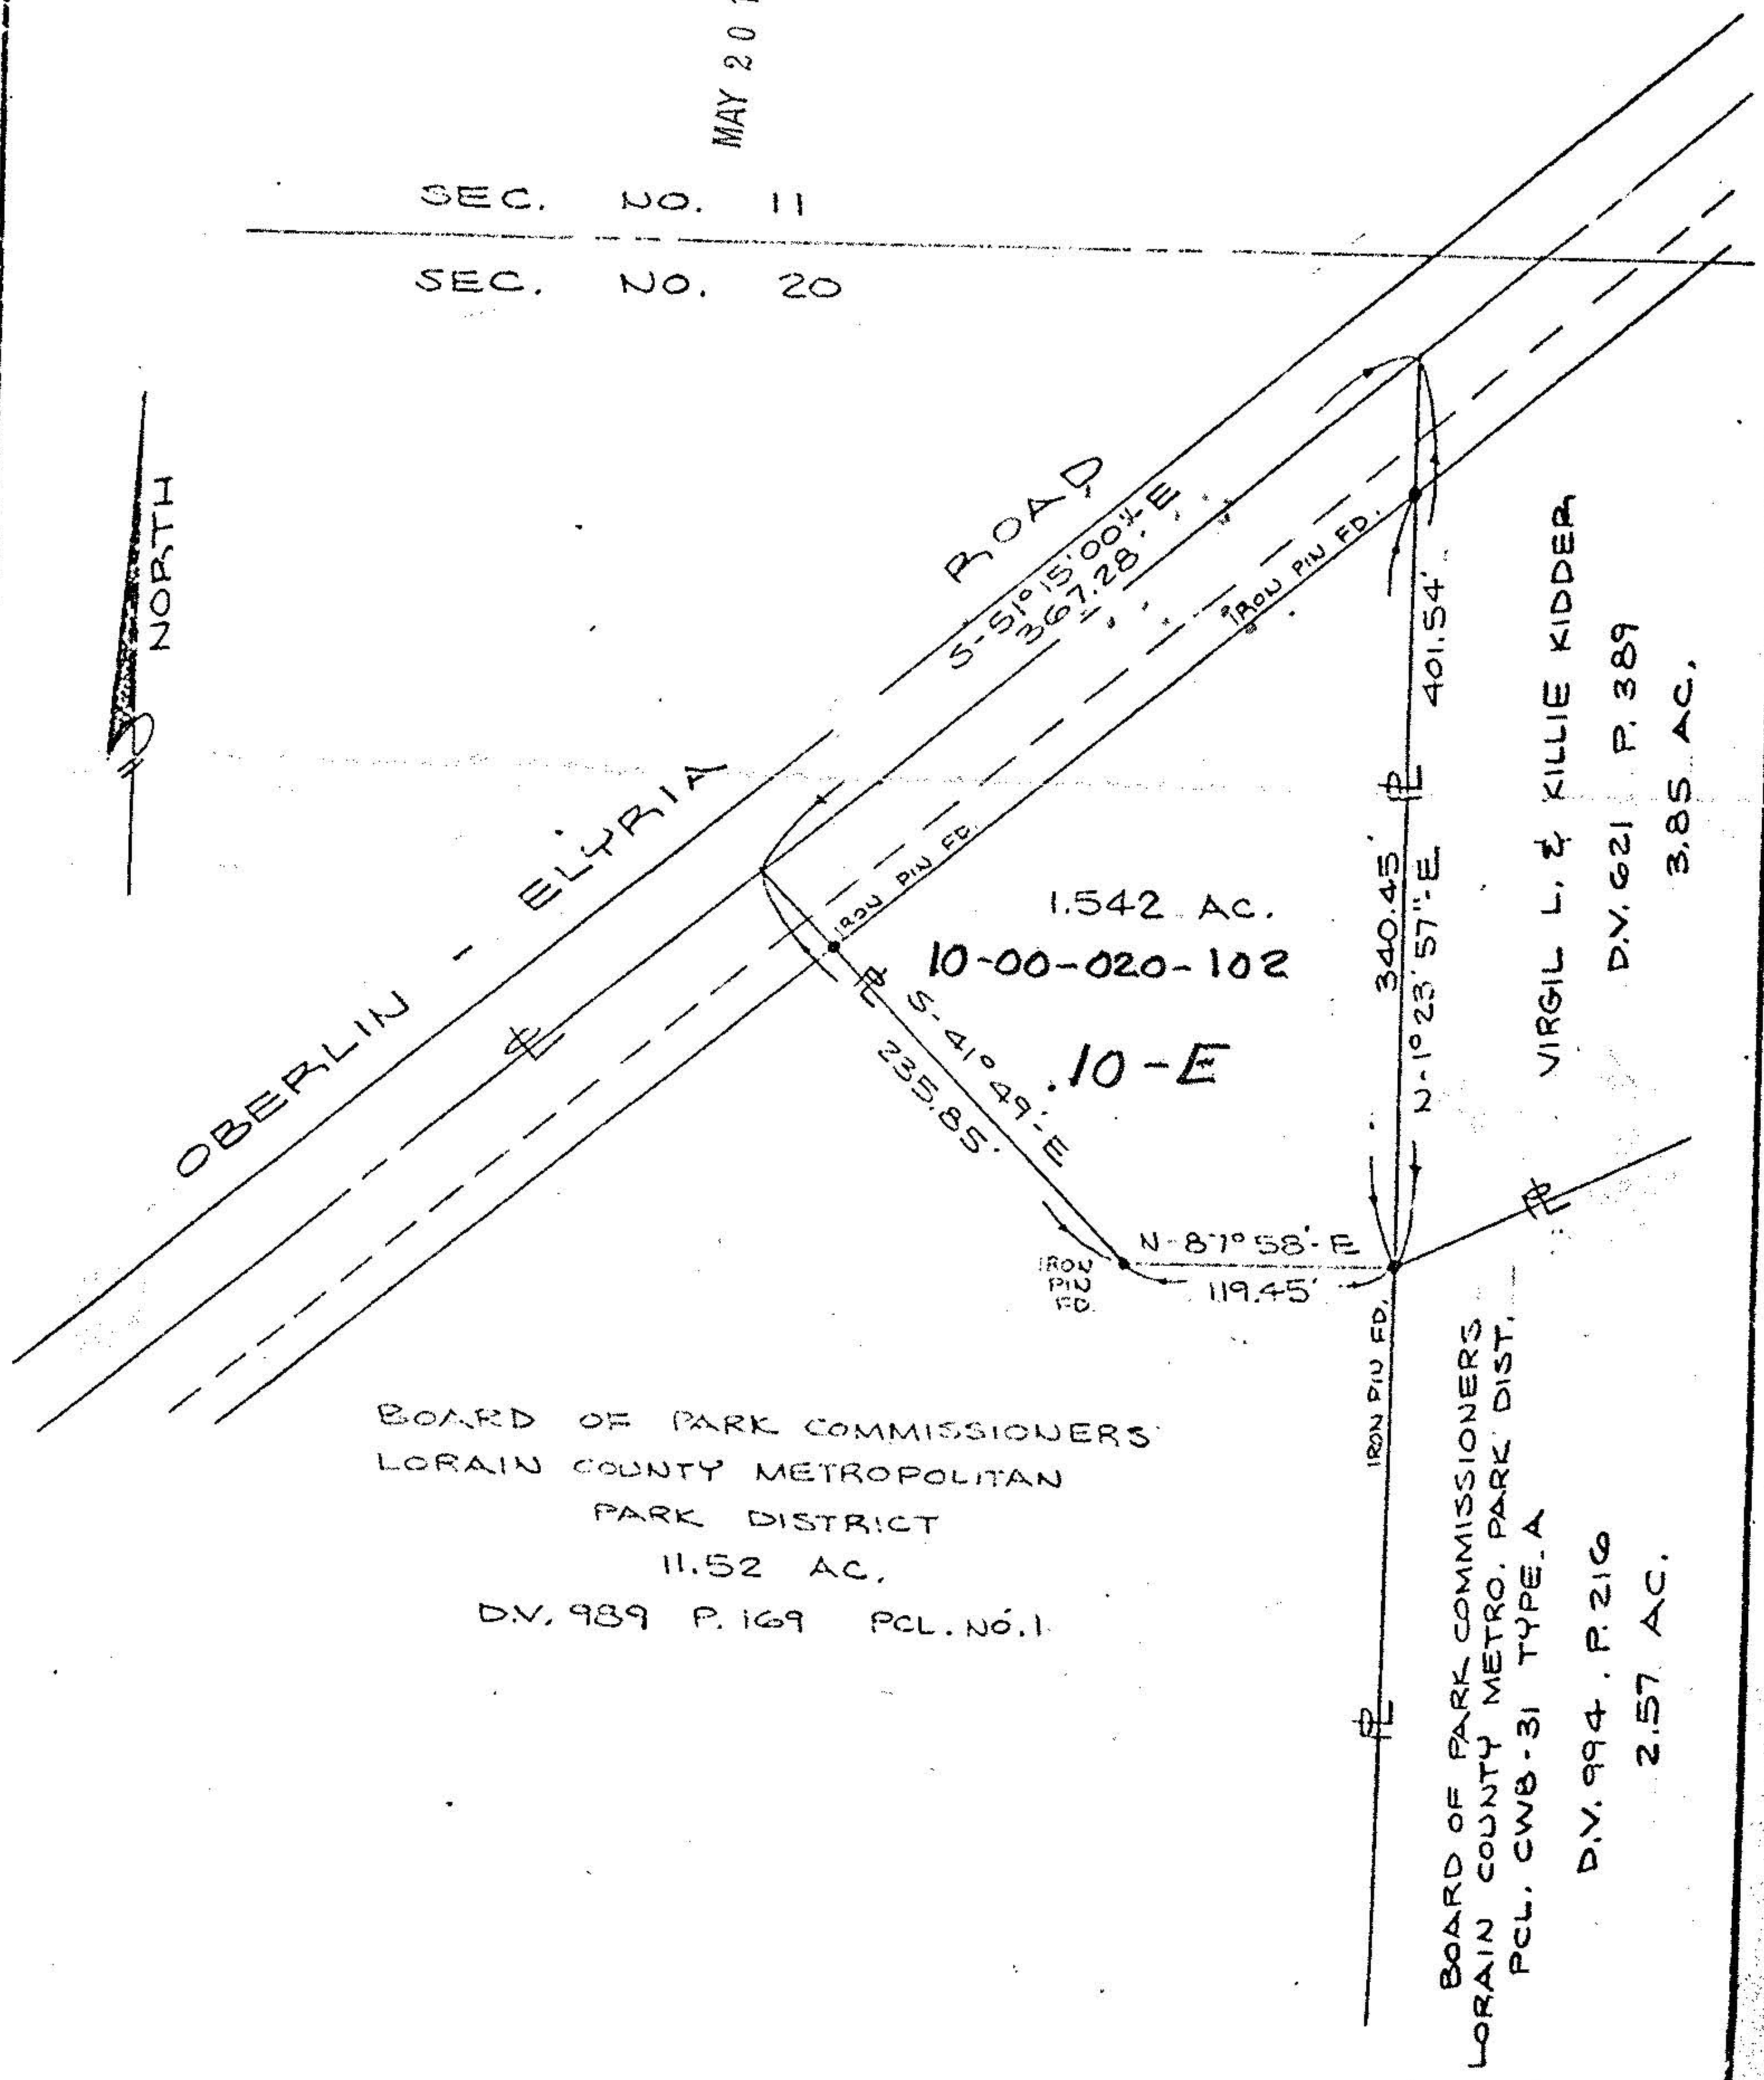 MAY 20
SEC. NO. 11
SEC. NO. 20
NORTH
OBERLIN - ELYRIA ROAD
S-51°15'00"-E
367.28'
IRON PIN FD.
IRON PIN FD.
401.54'
340.45'
N-1°23'57"-E
VIRGIL L. & KILLIE KIDDER
D.V. 621 P. 389
3.85 AC.
1.542 AC.
10-00-020-102
.10-E
S-41°49'-E
235.85'
N-87°58'-E
119.45'
IRON
PIN
FD.
IRON PIN FD.
BOARD OF PARK COMMISSIONERS
LORAIN COUNTY METROPOLITAN
PARK DISTRICT
11.52 AC.
D.V. 989 P. 169 PCL. NO. 1
BOARD OF PARK COMMISSIONERS
LORAIN COUNTY METRO. PARK DIST.
PCL. CWB-31 TYPE A
D.V. 994 . P. 216
2.57 AC.